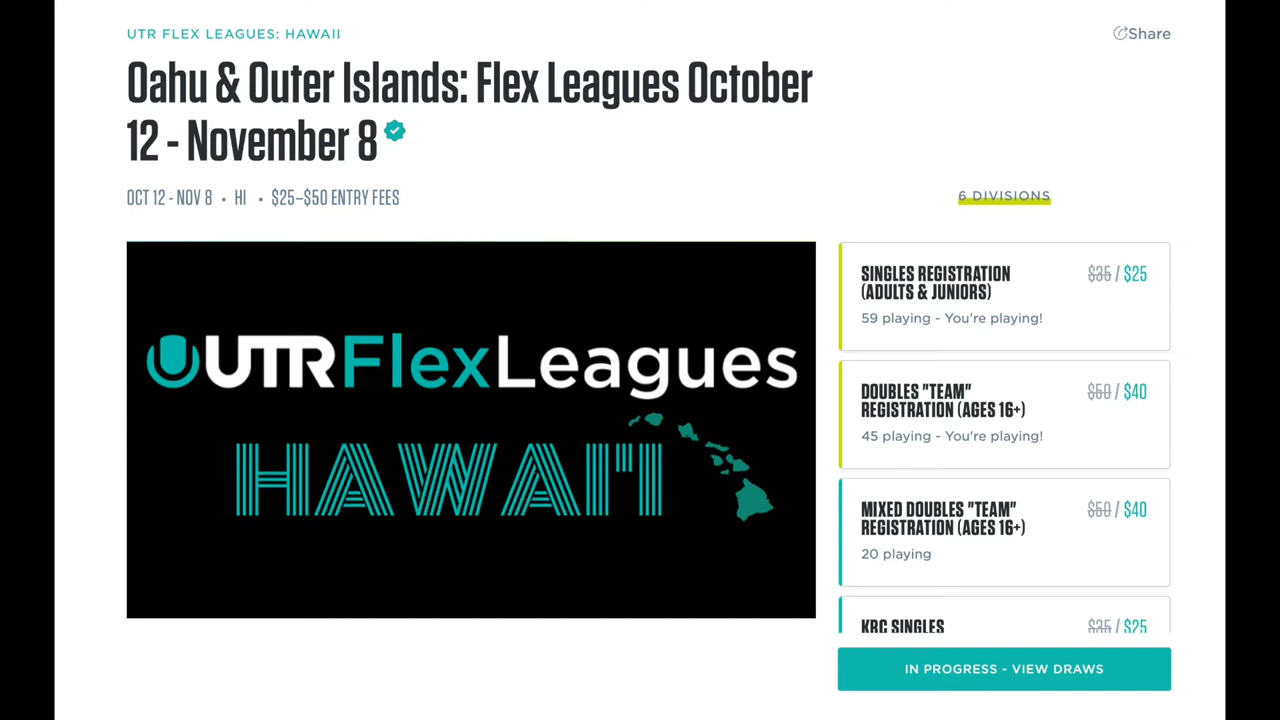 UTR FLEX LEAGUES: HAWAII
Share
Oahu & Outer Islands: Flex Leagues October
12 - November 8
OCT 12 - NOV 8 • HI • $25–$50 ENTRY FEES
6 DIVISIONS
UTRFlexLeagues
HAWAI'I
SINGLES REGISTRATION
(ADULTS & JUNIORS)
$35 / $25
59 playing - You're playing!
DOUBLES "TEAM"
REGISTRATION (AGES 16+)
$50 / $40
45 playing - You're playing!
MIXED DOUBLES "TEAM"
REGISTRATION (AGES 16+)
$50 / $40
20 playing
KRC SINGLES
$35 / $25
IN PROGRESS - VIEW DRAWS